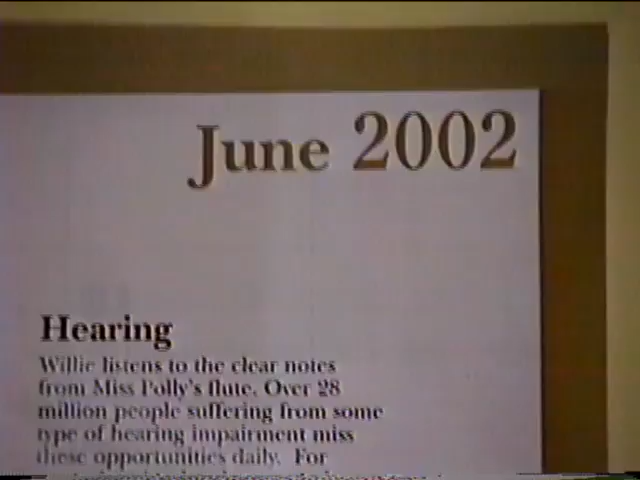 June 2002
Hearing
Willie listens to the clear notes
from Miss Polly's flute. Over 28
million people suffering from some
type of hearing impairment miss
these opportunities daily. For